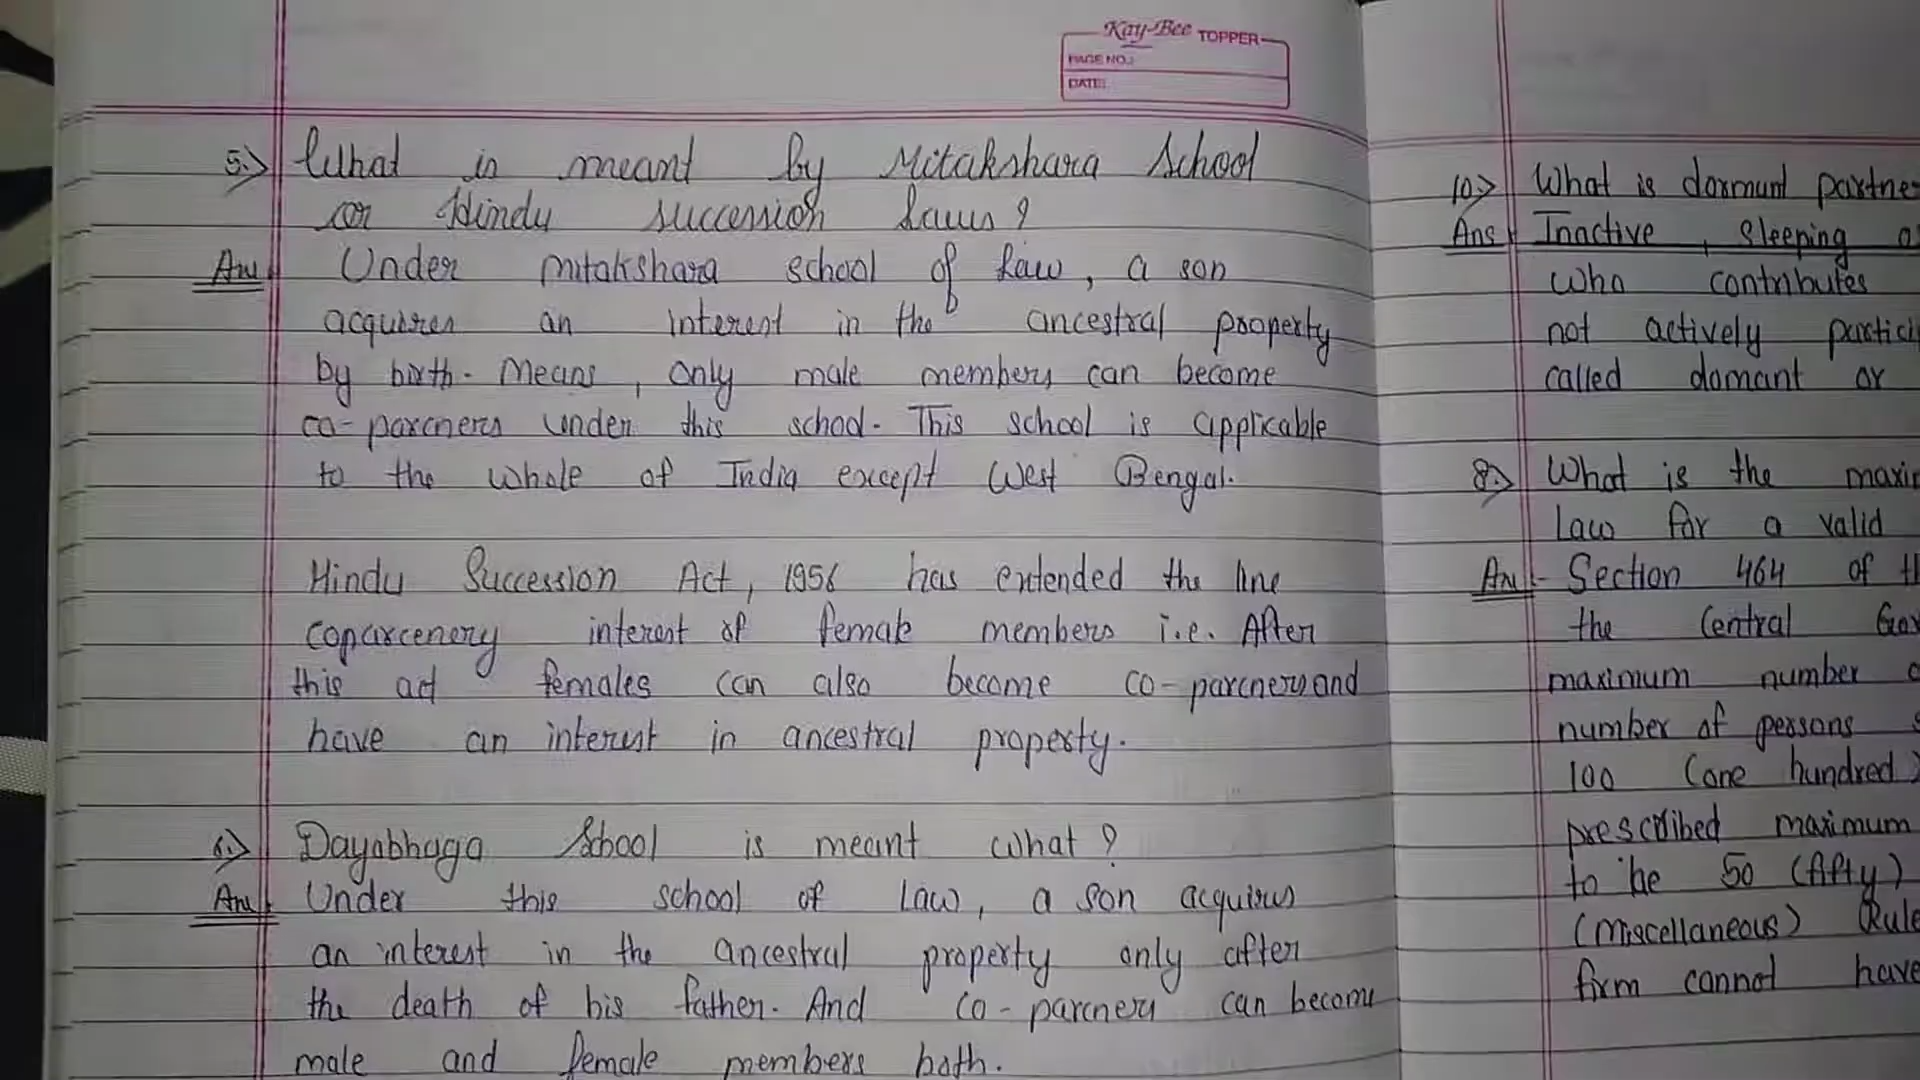 Kay-Bee TOPPER
PAGE NO.:
DATE:
5.> What is meant by Mitakshara School
or Hindu succession Laws?
Ans Under mitakshara school of Law, a son
acquires an interest in the ancestral property
by birth. Means, only male members can become
co-parcners under this school. This school is applicable
to the whole of India except West Bengal.
Hindu Succession Act, 1956 has extended the line
coparcenery interest of female members i.e. After
this act females can also become co-parcners and
have an interest in ancestral property.
6.> Dayabhaga School is meant what?
Ans Under this school of Law, a son acquires
an interest in the ancestral property only after
the death of his father. And co-parcners can become
male and female members both.
10.> What is dormunt partner
Ans Inactive, Sleeping
who contributes
not actively
called domant or
8.> What is the
Law for a valid
Ans Section 464 of
the Central
maximum number
number of persons
100 (one hundred)
prescribed maximum
to be 50 (fifty)
(Miscellaneous) Rule
firm cannot have